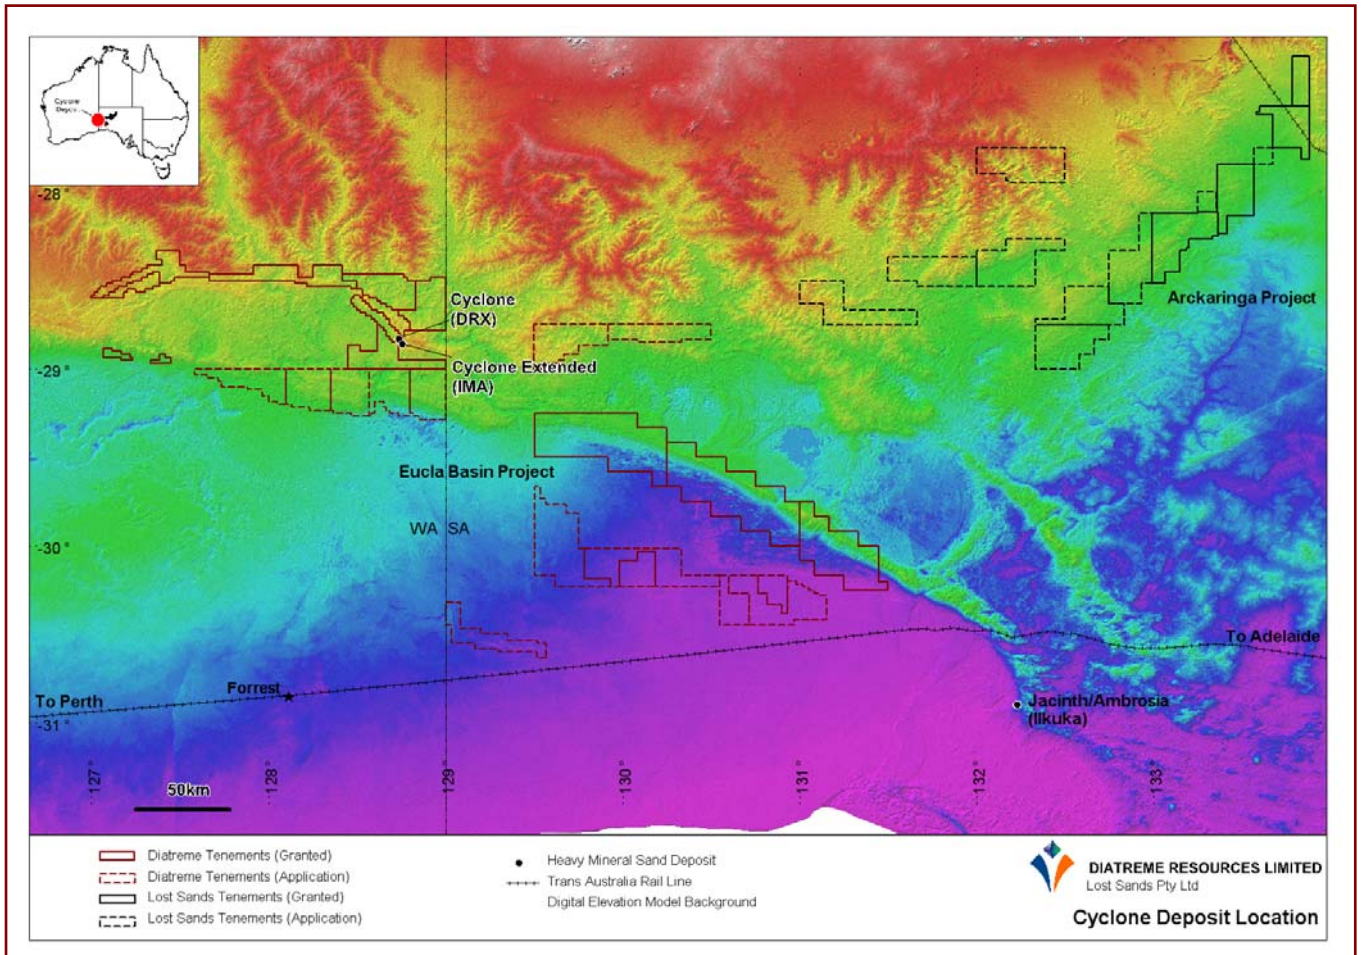 Cyclone
-28°
Cyclone
(DRX)
Arckaringa Project
-29°
Cyclone Extended
(IMA)
Eucla Basin Project
WA SA
-30°
To Adelaide
Forrest
To Perth
Jacinth/Ambrosia
(Ilkuka)
-31°
127
128
129
130
131
132
133
50km
Diatreme Tenements (Granted)
Diatreme Tenements (Application)
Lost Sands Tenements (Granted)
Lost Sands Tenements (Application)
Heavy Mineral Sand Deposit
Trans Australia Rail Line
Digital Elevation Model Background
DIATREME RESOURCES LIMITED
Lost Sands Pty Ltd
Cyclone Deposit Location